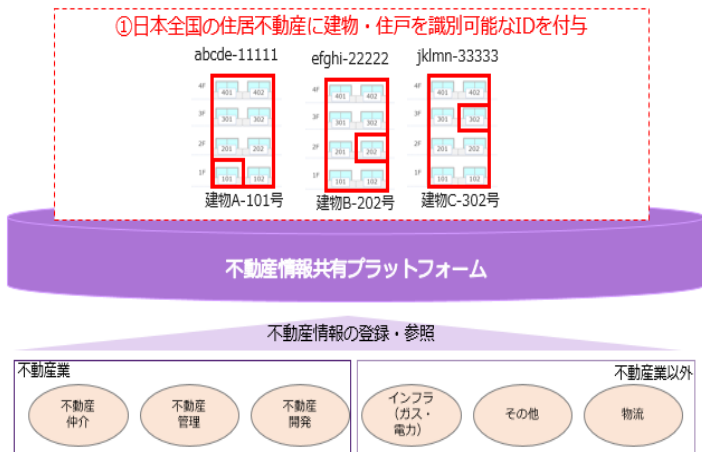 ①日本全国の住居不動産に建物・住戸を識別可能なIDを付与
abcde-11111
efghi-22222
jklmn-33333
4F 401 402
3F 301 302
2F 201 202
1F 101 102
建物A-101号
4F 401 402
3F 301 302
2F 201 202
1F 101 102
建物B-202号
4F 401 402
3F 301 302
2F 201 202
1F 101 102
建物C-302号
不動産情報共有プラットフォーム
不動産情報の登録・参照
不動産業
不動産
仲介
不動産
管理
不動産
開発
不動産業以外
インフラ
(ガス・
電力)
その他
物流